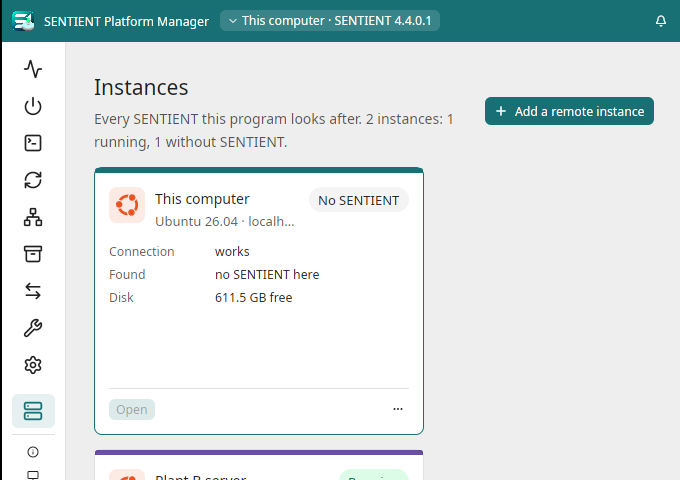 SENTIENT Platform Manager
This computer · SENTIENT 4.4.0.1
Instances
Every SENTIENT this program looks after. 2 instances: 1
running, 1 without SENTIENT.
Add a remote instance
This computer
No SENTIENT
Ubuntu 26.04 · localh...
Connection works
Found no SENTIENT here
Disk 611.5 GB free
Open
Plant B server